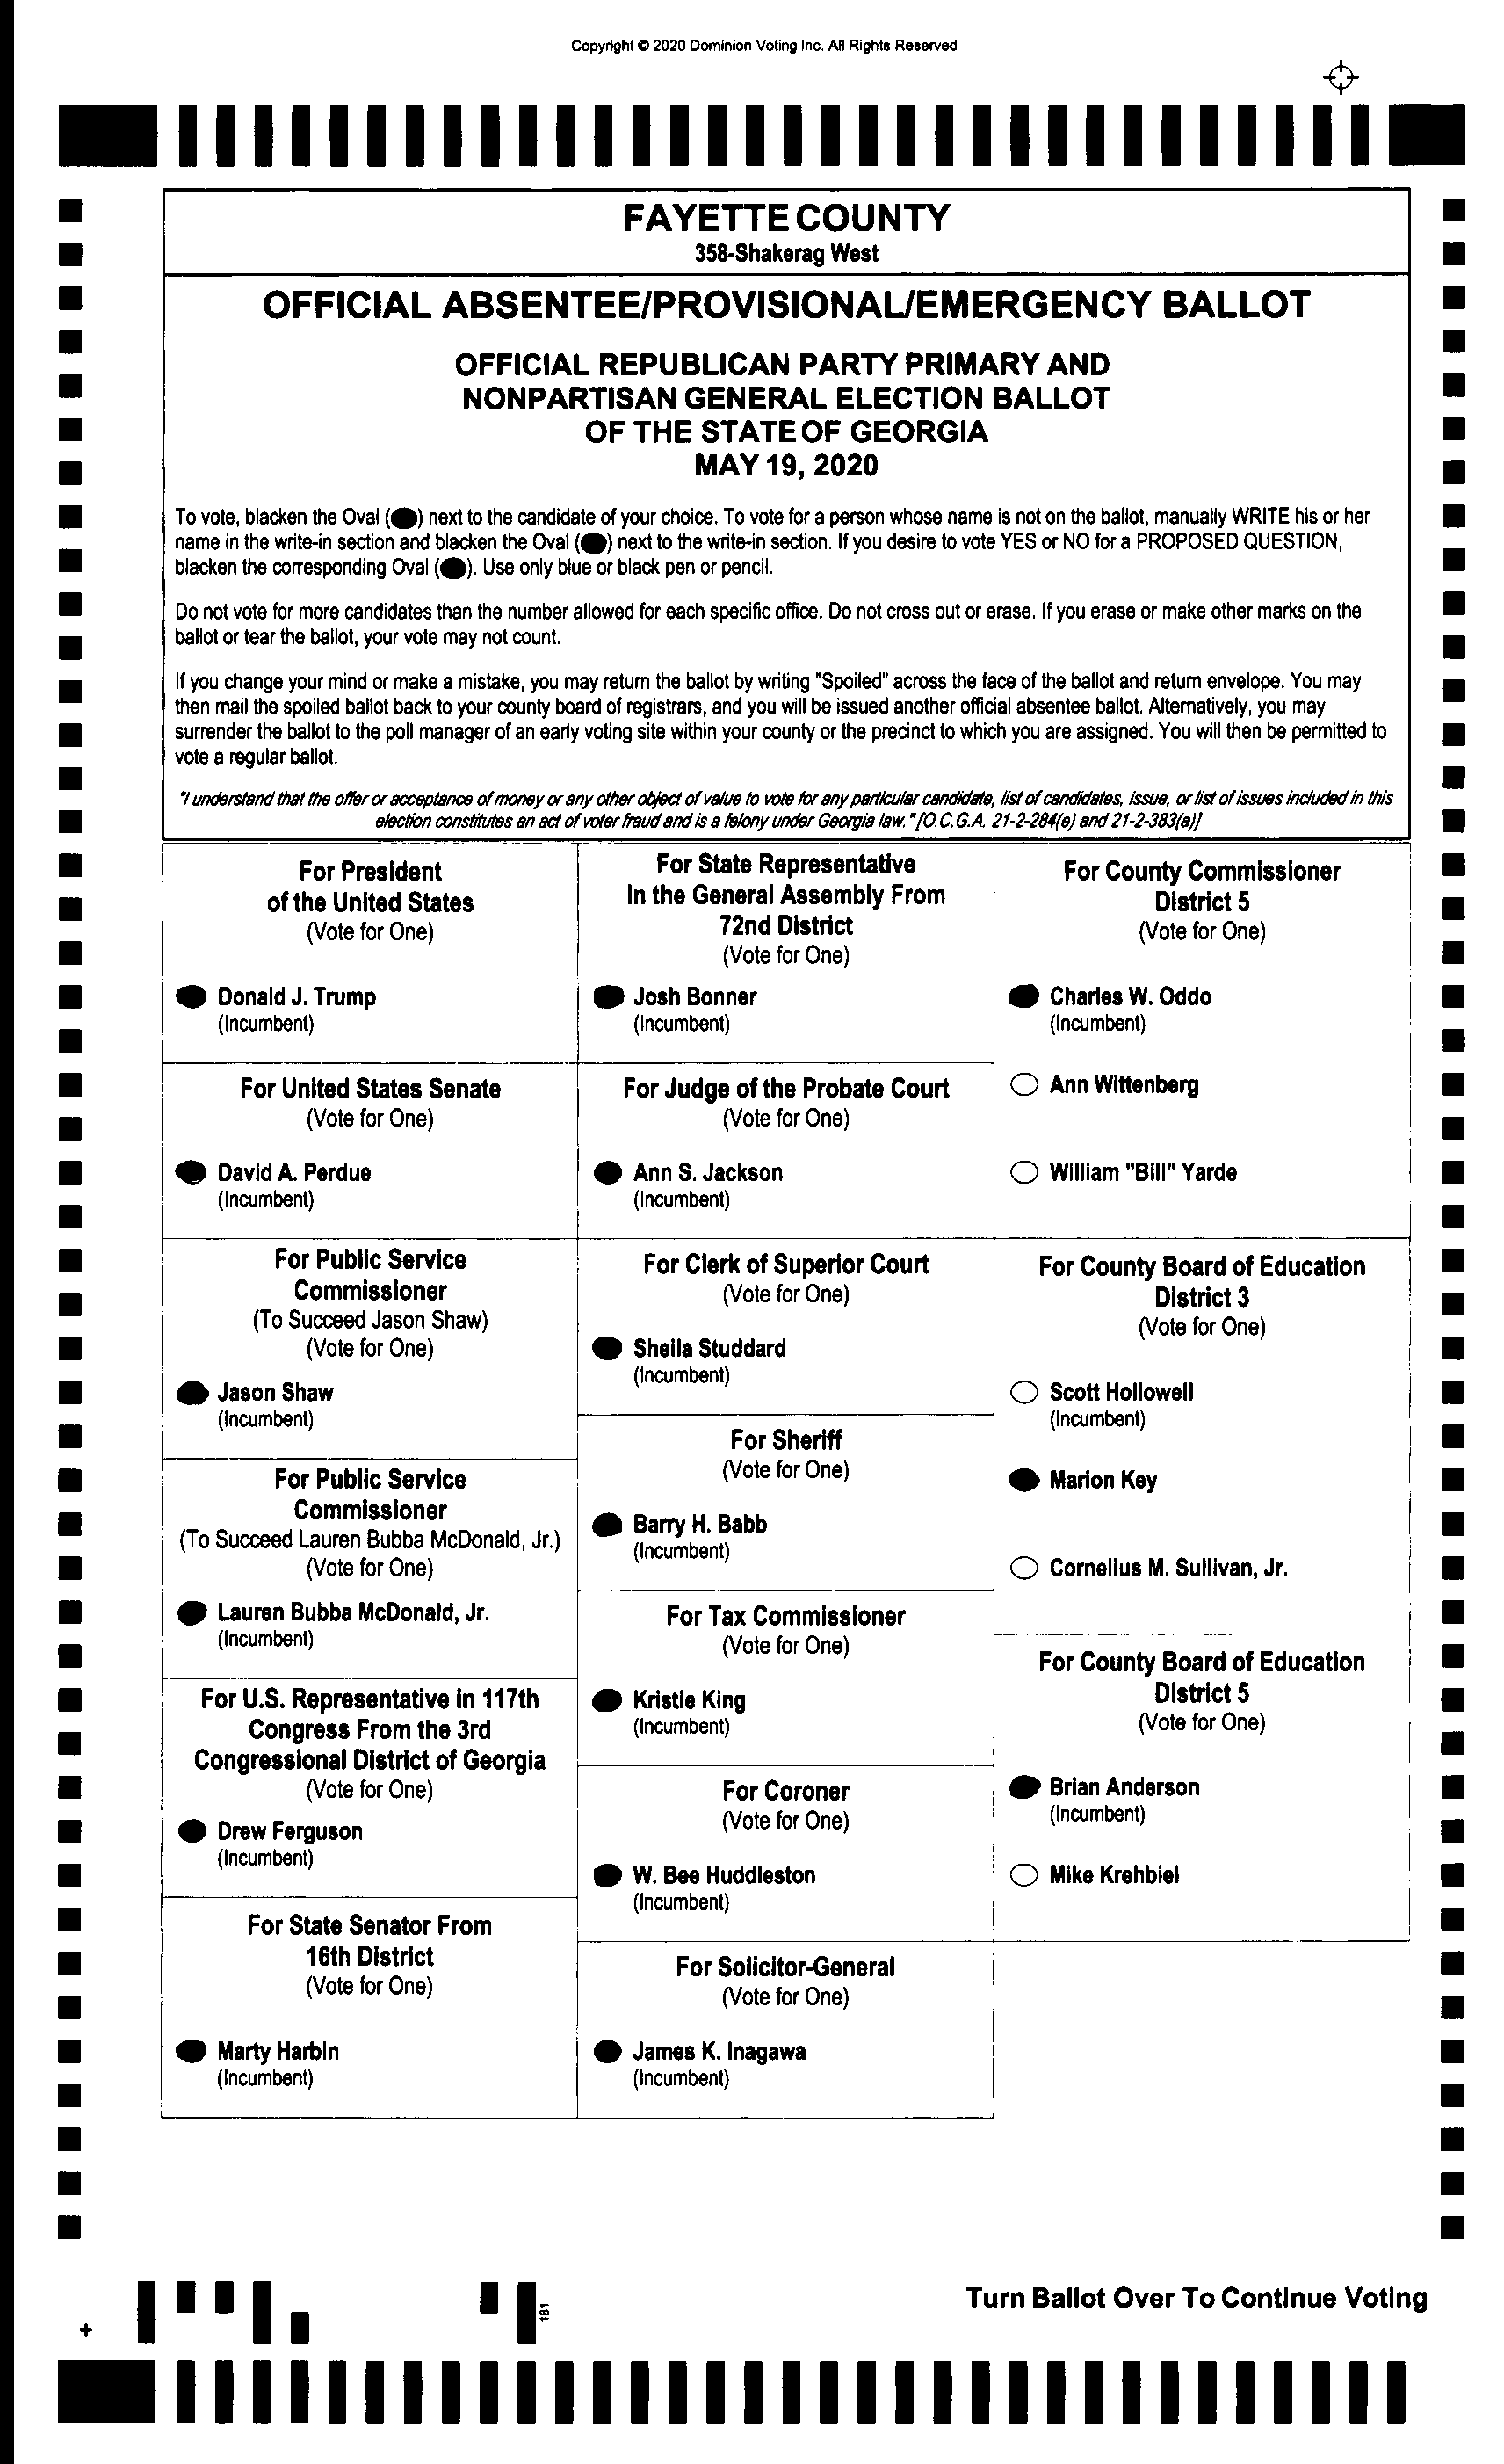 Copyright © 2020 Dominion Voting Inc. All Rights Reserved
FAYETTE COUNTY
358-Shakerag West
OFFICIAL ABSENTEE/PROVISIONAL/EMERGENCY BALLOT
OFFICIAL REPUBLICAN PARTY PRIMARY AND
NONPARTISAN GENERAL ELECTION BALLOT
OF THE STATE OF GEORGIA
MAY 19, 2020
To vote, blacken the Oval (⬬) next to the candidate of your choice. To vote for a person whose name is not on the ballot, manually WRITE his or her
name in the write-in section and blacken the Oval (⬬) next to the write-in section. If you desire to vote YES or NO for a PROPOSED QUESTION,
blacken the corresponding Oval (⬬). Use only blue or black pen or pencil.
Do not vote for more candidates than the number allowed for each specific office. Do not cross out or erase. If you erase or make other marks on the
ballot or tear the ballot, your vote may not count.
If you change your mind or make a mistake, you may return the ballot by writing "Spoiled" across the face of the ballot and return envelope. You may
then mail the spoiled ballot back to your county board of registrars, and you will be issued another official absentee ballot. Alternatively, you may
surrender the ballot to the poll manager of an early voting site within your county or the precinct to which you are assigned. You will then be permitted to
vote a regular ballot.
"I understand that the offer or acceptance of money or any other object of value to vote for any particular candidate, list of candidates, issue, or list of issues included in this
election constitutes an act of voter fraud and is a felony under Georgia law." [O.C.G.A. 21-2-284(e) and 21-2-383(a)]
For President
of the United States
(Vote for One)
Donald J. Trump
(Incumbent)
For United States Senate
(Vote for One)
David A. Perdue
(Incumbent)
For Public Service
Commissioner
(To Succeed Jason Shaw)
(Vote for One)
Jason Shaw
(Incumbent)
For Public Service
Commissioner
(To Succeed Lauren Bubba McDonald, Jr.)
(Vote for One)
Lauren Bubba McDonald, Jr.
(Incumbent)
For U.S. Representative in 117th
Congress From the 3rd
Congressional District of Georgia
(Vote for One)
Drew Ferguson
(Incumbent)
For State Senator From
16th District
(Vote for One)
Marty Harbin
(Incumbent)
For State Representative
In the General Assembly From
72nd District
(Vote for One)
Josh Bonner
(Incumbent)
For Judge of the Probate Court
(Vote for One)
Ann S. Jackson
(Incumbent)
For Clerk of Superior Court
(Vote for One)
Sheila Studdard
(Incumbent)
For Sheriff
(Vote for One)
Barry H. Babb
(Incumbent)
For Tax Commissioner
(Vote for One)
Kristie King
(Incumbent)
For Coroner
(Vote for One)
W. Bee Huddleston
(Incumbent)
For Solicitor-General
(Vote for One)
James K. Inagawa
(Incumbent)
For County Commissioner
District 5
(Vote for One)
Charles W. Oddo
(Incumbent)
Ann Wittenberg
William "Bill" Yarde
For County Board of Education
District 3
(Vote for One)
Scott Hollowell
(Incumbent)
Marion Key
Cornelius M. Sullivan, Jr.
For County Board of Education
District 5
(Vote for One)
Brian Anderson
(Incumbent)
Mike Krehbiel
Turn Ballot Over To Continue Voting
181
+